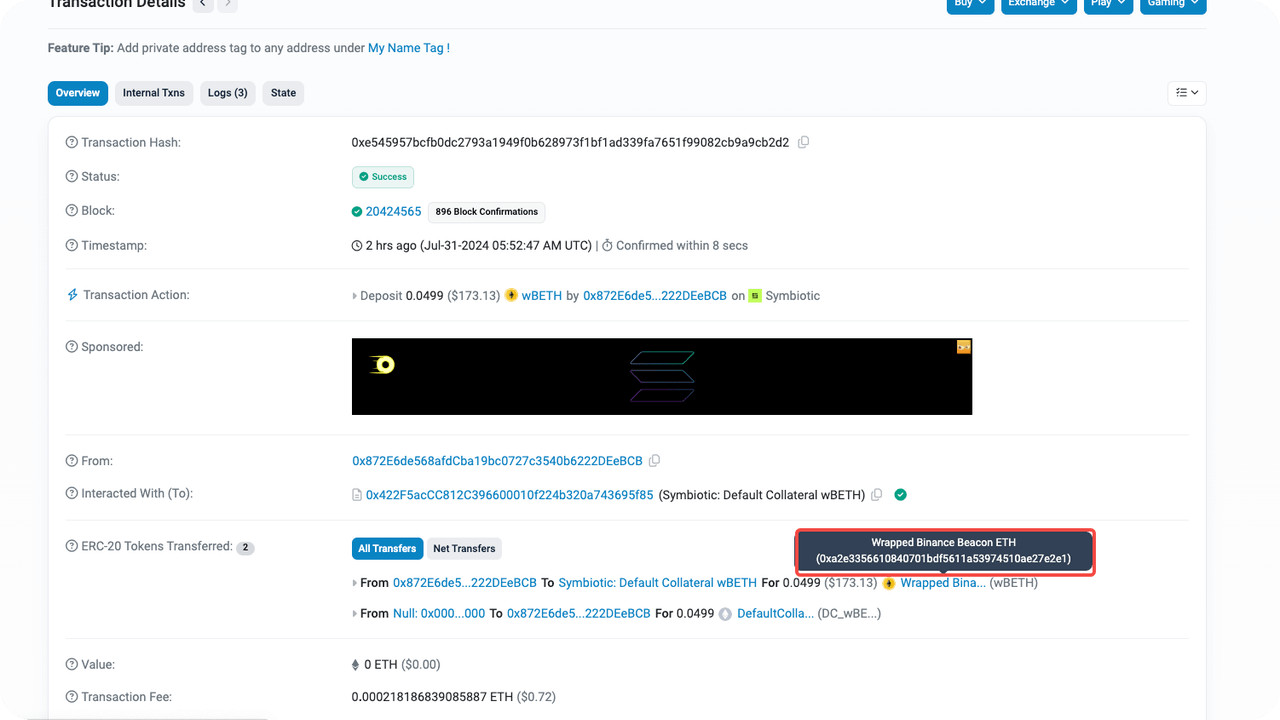 Transaction Details
Buy Exchange Play Gaming
Feature Tip: Add private address tag to any address under My Name Tag !
Overview Internal Txns Logs (3) State
Transaction Hash: 0xe545957bcfb0dc2793a1949f0b628973f1bf1ad339fa7651f99082cb9a9cb2d2
Status: Success
Block: 20424565 896 Block Confirmations
Timestamp: 2 hrs ago (Jul-31-2024 05:52:47 AM UTC) | Confirmed within 8 secs
Transaction Action: Deposit 0.0499 ($173.13) wBETH by 0x872E6de5...222DEeBCB on Symbiotic
Sponsored:
From: 0x872E6de568afdCba19bc0727c3540b6222DEeBCB
Interacted With (To): 0x422F5acCC812C396600010f224b320a743695f85 (Symbiotic: Default Collateral wBETH)
ERC-20 Tokens Transferred: 2 All Transfers Net Transfers
Wrapped Binance Beacon ETH
(0xa2e3356610840701bdf5611a53974510ae27e2e1)
From 0x872E6de5...222DEeBCB To Symbiotic: Default Collateral wBETH For 0.0499 ($173.13) Wrapped Bina... (wBETH)
From Null: 0x000...000 To 0x872E6de5...222DEeBCB For 0.0499 DefaultColla... (DC_wBE...)
Value: 0 ETH ($0.00)
Transaction Fee: 0.000218186839085887 ETH ($0.72)